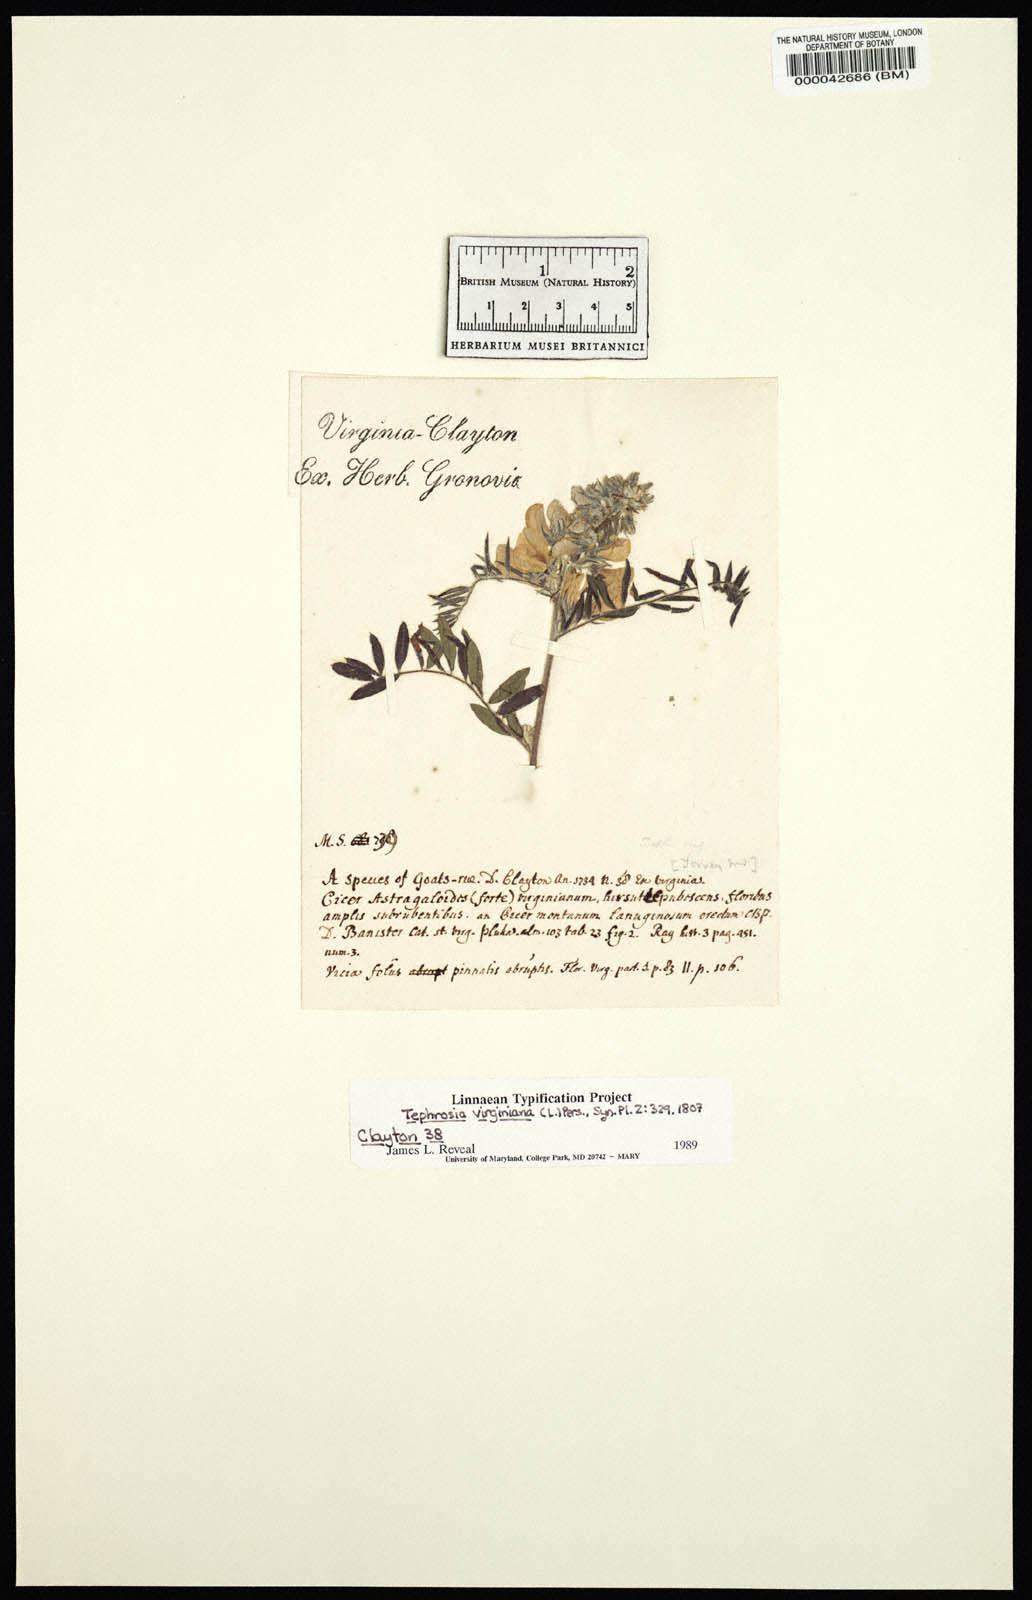 THE NATURAL HISTORY MUSEUM, LONDON
DEPARTMENT OF BOTANY
000042686 (BM)
1 2
BRITISH MUSEUM (NATURAL HISTORY)
1 2 3 4 5
HERBARIUM MUSEI BRITANNICI
Virginia-Clayton
Ex. Herb. Gronovii
M.S. 38)
A species of Goats-rue. D. Clayton An. 1734 n. 38 Ex Virginia.
Cicer Astragaloides (forte) virginianum, hirsutie pubescens, floribus
amplis subrubentibus. an Cicer montanum lanuginosum erectum. Clsp.
D. Banister Cat. st. virg. Pluk. alm. 103 tab. 23 fig. 2. Ray hist. 3 pag. 451.
num. 3.
Vicia foliis abrupt pinnatis abruptis. Flor. Virg. part. 1 p. 83 II. p. 106.
Linnaean Typification Project
Tephrosia virginiana (L.) Pers., Syn. Pl. 2: 329. 1807
Clayton 38
James L. Reveal 1989
University of Maryland, College Park, MD 20742 – MARY